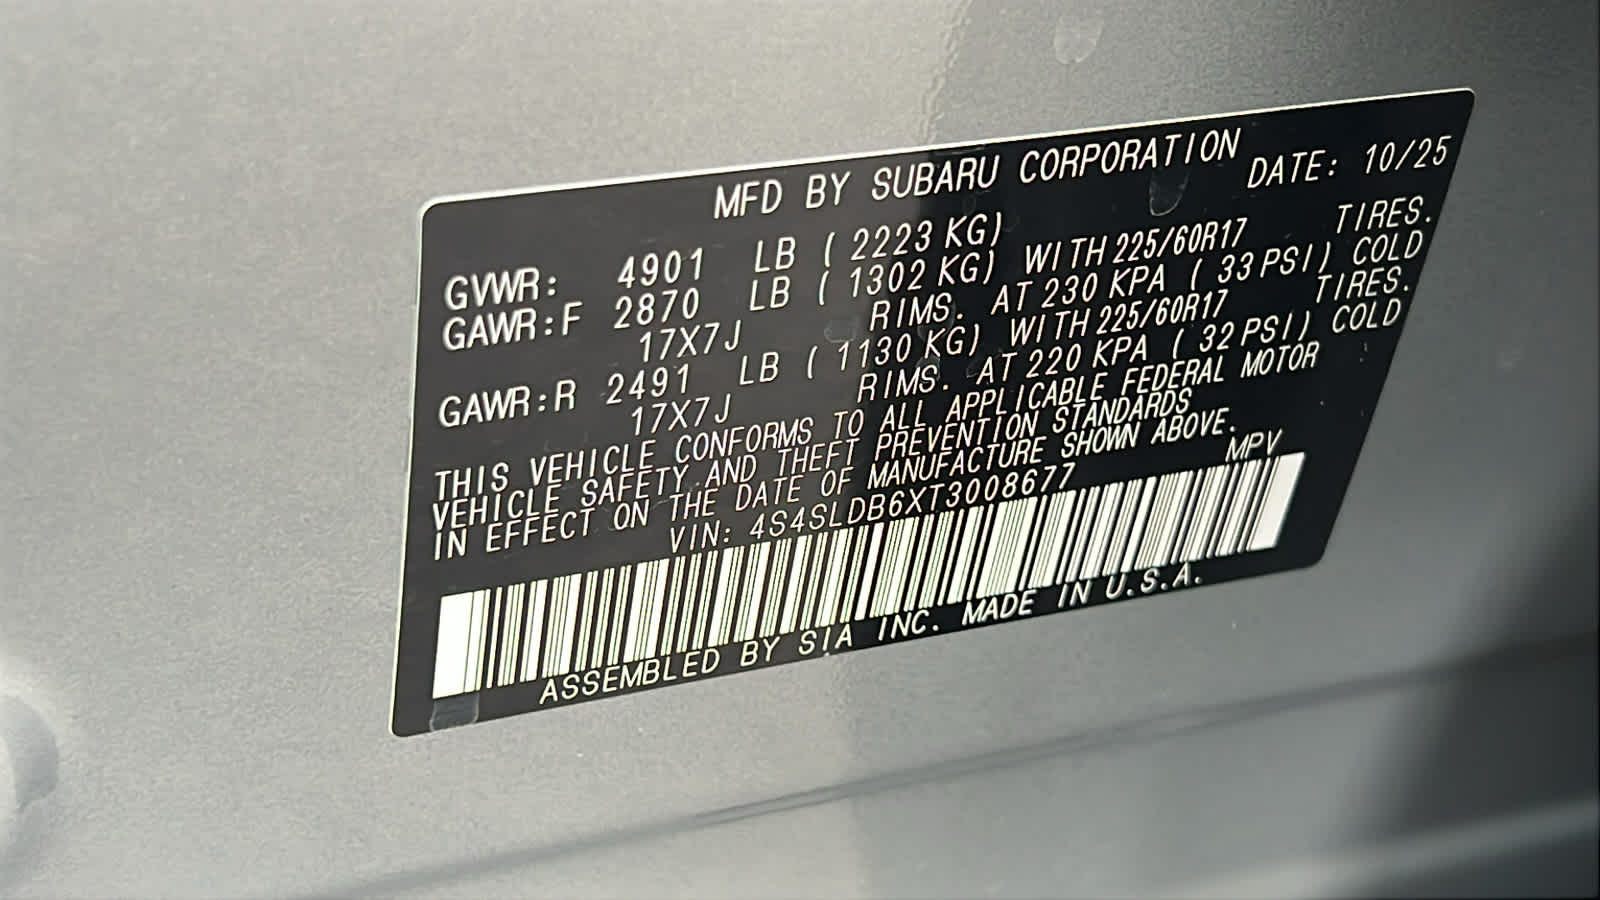 MFD BY SUBARU CORPORATION DATE: 10/25
GVWR: 4901 LB ( 2223 KG)
GAWR:F 2870 LB ( 1302 KG) WITH 225/60R17 TIRES.
17X7J RIMS. AT 230 KPA ( 33 PSI) COLD
GAWR:R 2491 LB ( 1130 KG) WITH 225/60R17 TIRES.
17X7J RIMS. AT 220 KPA ( 32 PSI) COLD
THIS VEHICLE CONFORMS TO ALL APPLICABLE FEDERAL MOTOR
VEHICLE SAFETY AND THEFT PREVENTION STANDARDS
IN EFFECT ON THE DATE OF MANUFACTURE SHOWN ABOVE.
VIN: 4S4SLDB6XT3008677 MPV
ASSEMBLED BY SIA INC. MADE IN U.S.A.